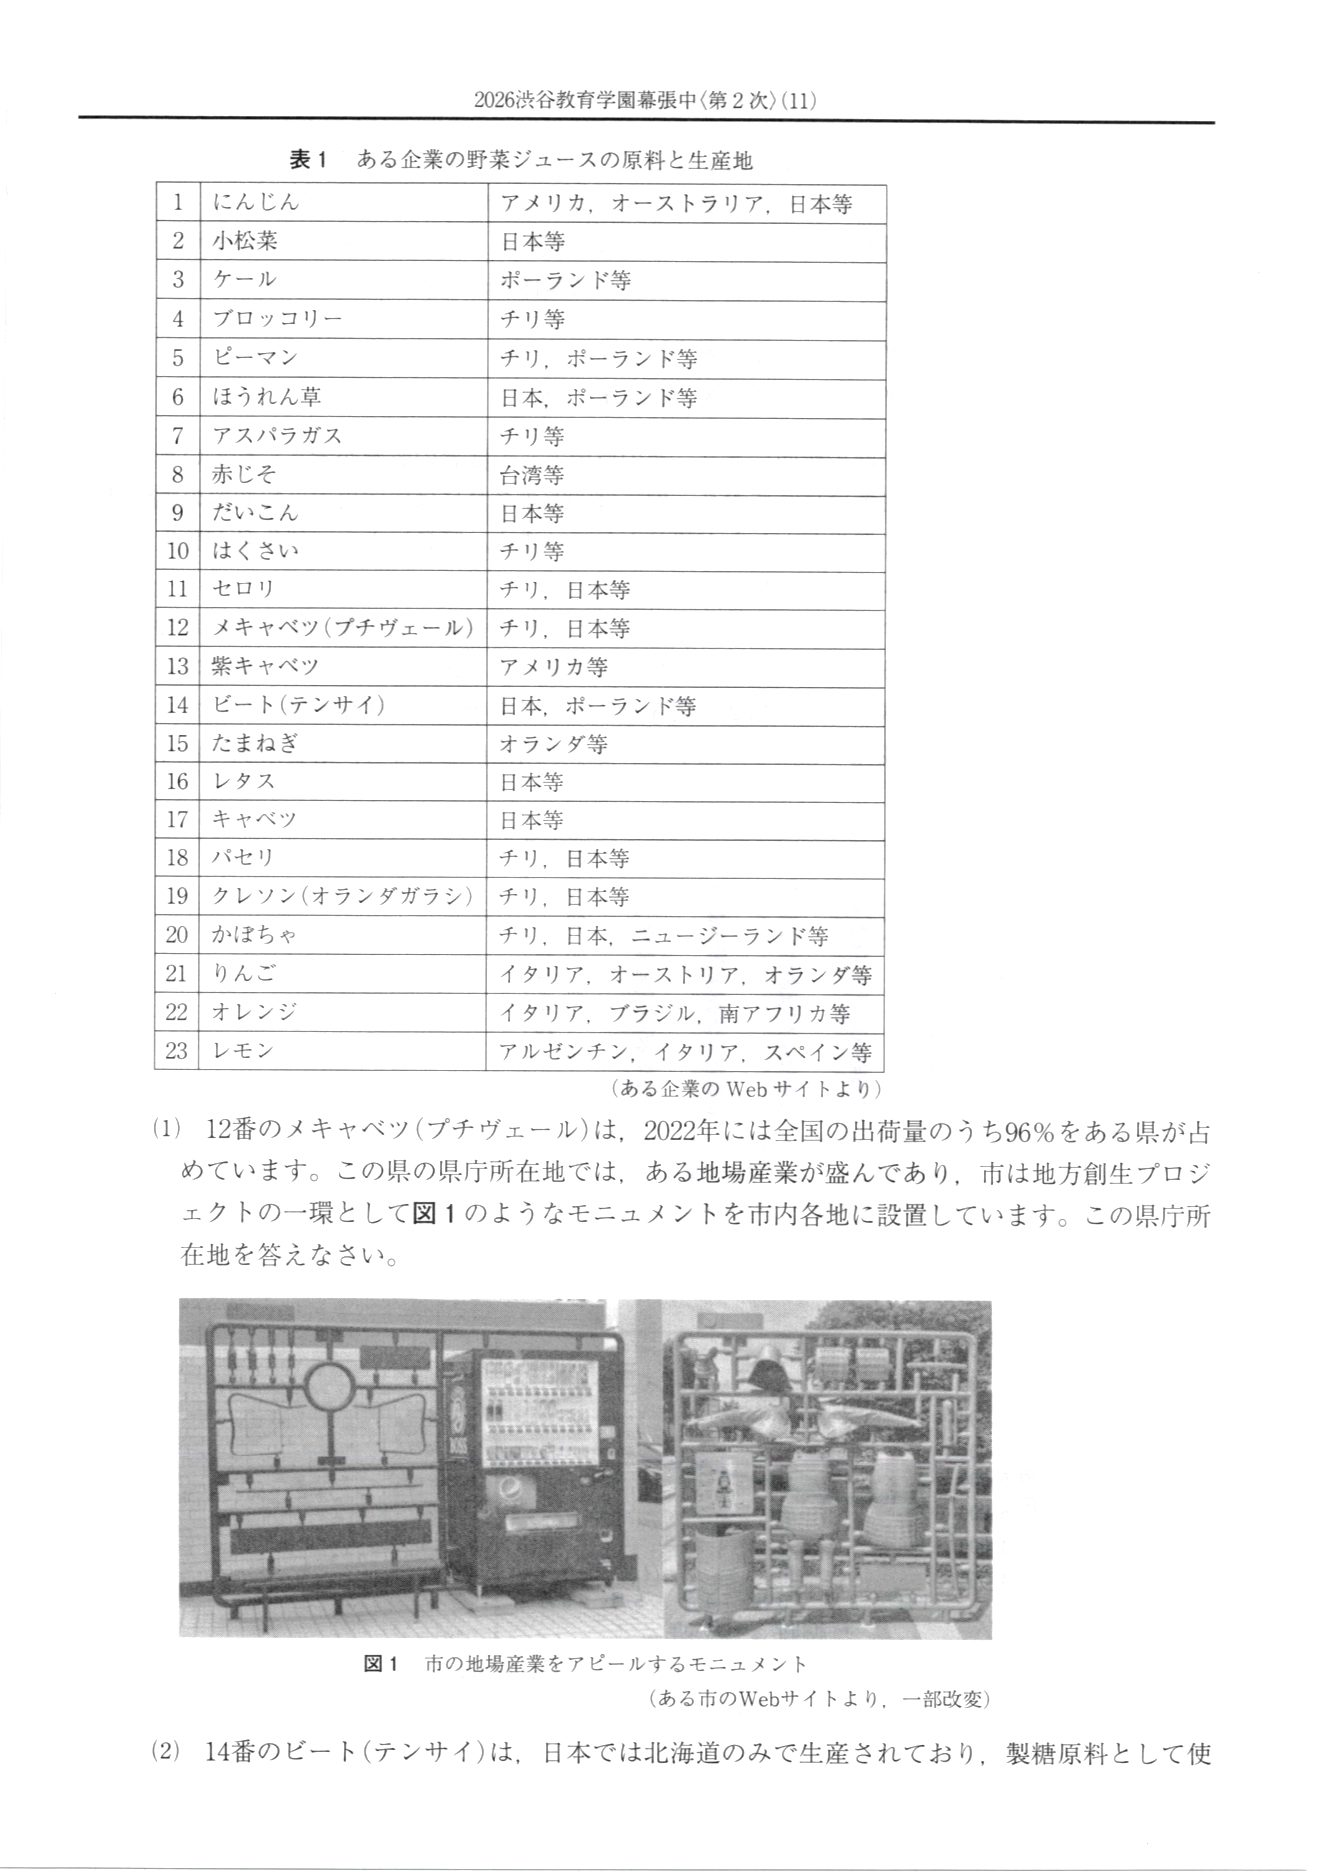 2026渋谷教育学園幕張中〈第2次〉(11)
表1 ある企業の野菜ジュースの原料と生産地
1 にんじん アメリカ，オーストラリア，日本等
2 小松菜 日本等
3 ケール ポーランド等
4 ブロッコリー チリ等
5 ピーマン チリ，ポーランド等
6 ほうれん草 日本，ポーランド等
7 アスパラガス チリ等
8 赤じそ 台湾等
9 だいこん 日本等
10 はくさい チリ等
11 セロリ チリ，日本等
12 メキャベツ(プチヴェール) チリ，日本等
13 紫キャベツ アメリカ等
14 ビート(テンサイ) 日本，ポーランド等
15 たまねぎ オランダ等
16 レタス 日本等
17 キャベツ 日本等
18 パセリ チリ，日本等
19 クレソン(オランダガラシ) チリ，日本等
20 かぼちゃ チリ，日本，ニュージーランド等
21 りんご イタリア，オーストリア，オランダ等
22 オレンジ イタリア，ブラジル，南アフリカ等
23 レモン アルゼンチン，イタリア，スペイン等
(ある企業の Web サイトより)
(1) 12番のメキャベツ(プチヴェール)は，2022年には全国の出荷量のうち96%をある県が占
めています。この県の県庁所在地では，ある地場産業が盛んであり，市は地方創生プロジ
ェクトの一環として図1のようなモニュメントを市内各地に設置しています。この県庁所
在地を答えなさい。
図1 市の地場産業をアピールするモニュメント
(ある市のWebサイトより，一部改変)
(2) 14番のビート(テンサイ)は，日本では北海道のみで生産されており，製糖原料として使